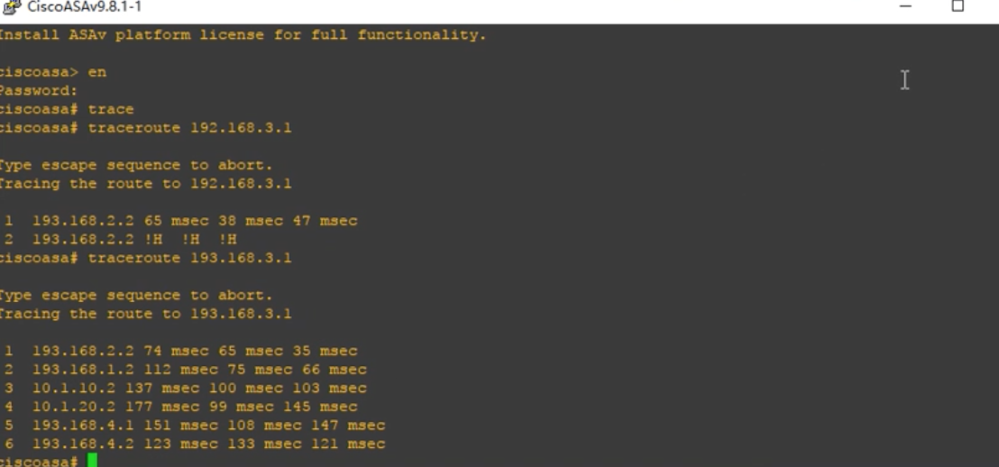 CiscoASAv9.8.1-1
Install ASAv platform license for full functionality.
ciscoasa> en
Password:
ciscoasa# trace
ciscoasa# traceroute 192.168.3.1
Type escape sequence to abort.
Tracing the route to 192.168.3.1
1 193.168.2.2 65 msec 38 msec 47 msec
2 193.168.2.2 !H !H !H
ciscoasa# traceroute 193.168.3.1
Type escape sequence to abort.
Tracing the route to 193.168.3.1
1 193.168.2.2 74 msec 65 msec 35 msec
2 193.168.1.2 112 msec 75 msec 66 msec
3 10.1.10.2 137 msec 100 msec 103 msec
4 10.1.20.2 177 msec 99 msec 145 msec
5 193.168.4.1 151 msec 108 msec 147 msec
6 193.168.4.2 123 msec 133 msec 121 msec
ciscoasa#